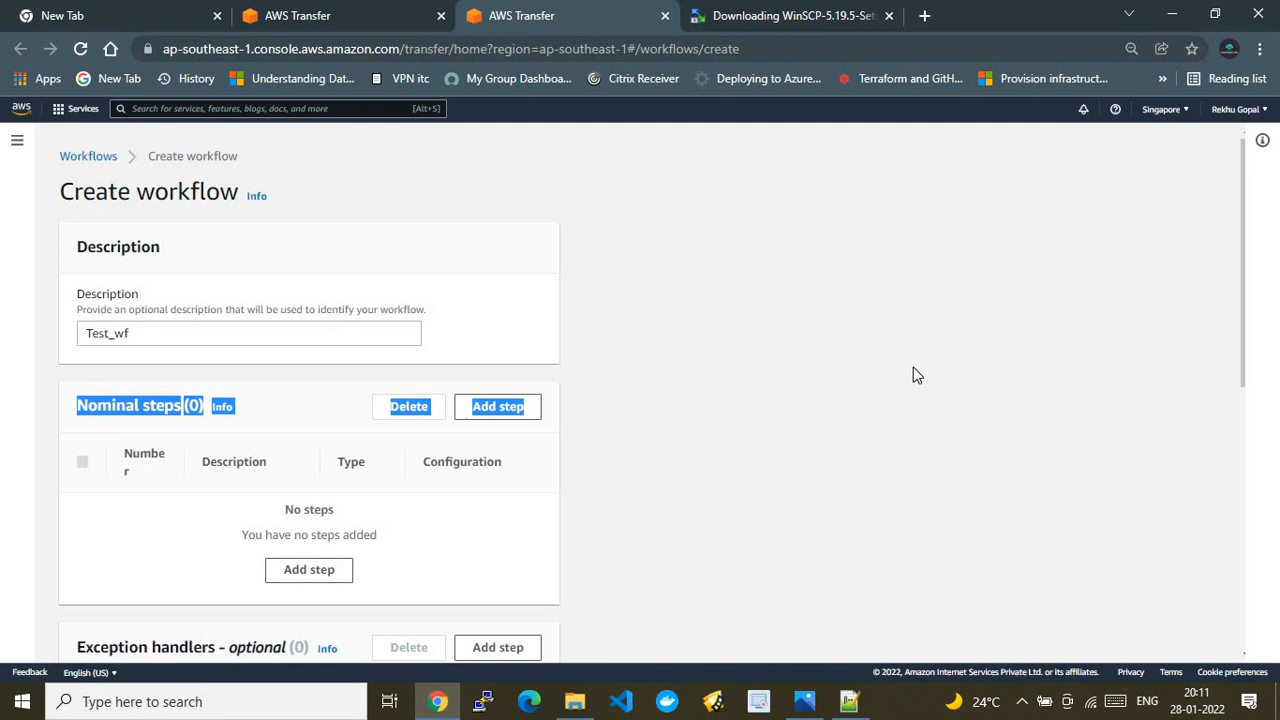 New Tab
AWS Transfer
AWS Transfer
Downloading WinSCP-5.19.5-Set
ap-southeast-1.console.aws.amazon.com/transfer/home?region=ap-southeast-1#/workflows/create
Apps
New Tab
History
Understanding Dat...
VPN itc
My Group Dashboa...
Citrix Receiver
Deploying to Azure...
Terraform and GitH...
Provision infrastruct...
»
Reading list
aws
Services
Search for services, features, blogs, docs, and more
[Alt+S]
Singapore
Rekhu Gopal
Workflows
Create workflow
Create workflow Info
Description
Description
Provide an optional description that will be used to identify your workflow.
Test_wf
Nominal steps (0) Info
Delete
Add step
Numbe
r
Description
Type
Configuration
No steps
You have no steps added
Add step
Exception handlers - optional (0) Info
Delete
Add step
Feedback
English (US)
© 2022, Amazon Internet Services Private Ltd. or its affiliates.
Privacy
Terms
Cookie preferences
Type here to search
24°C
ENG
20:11
28-01-2022